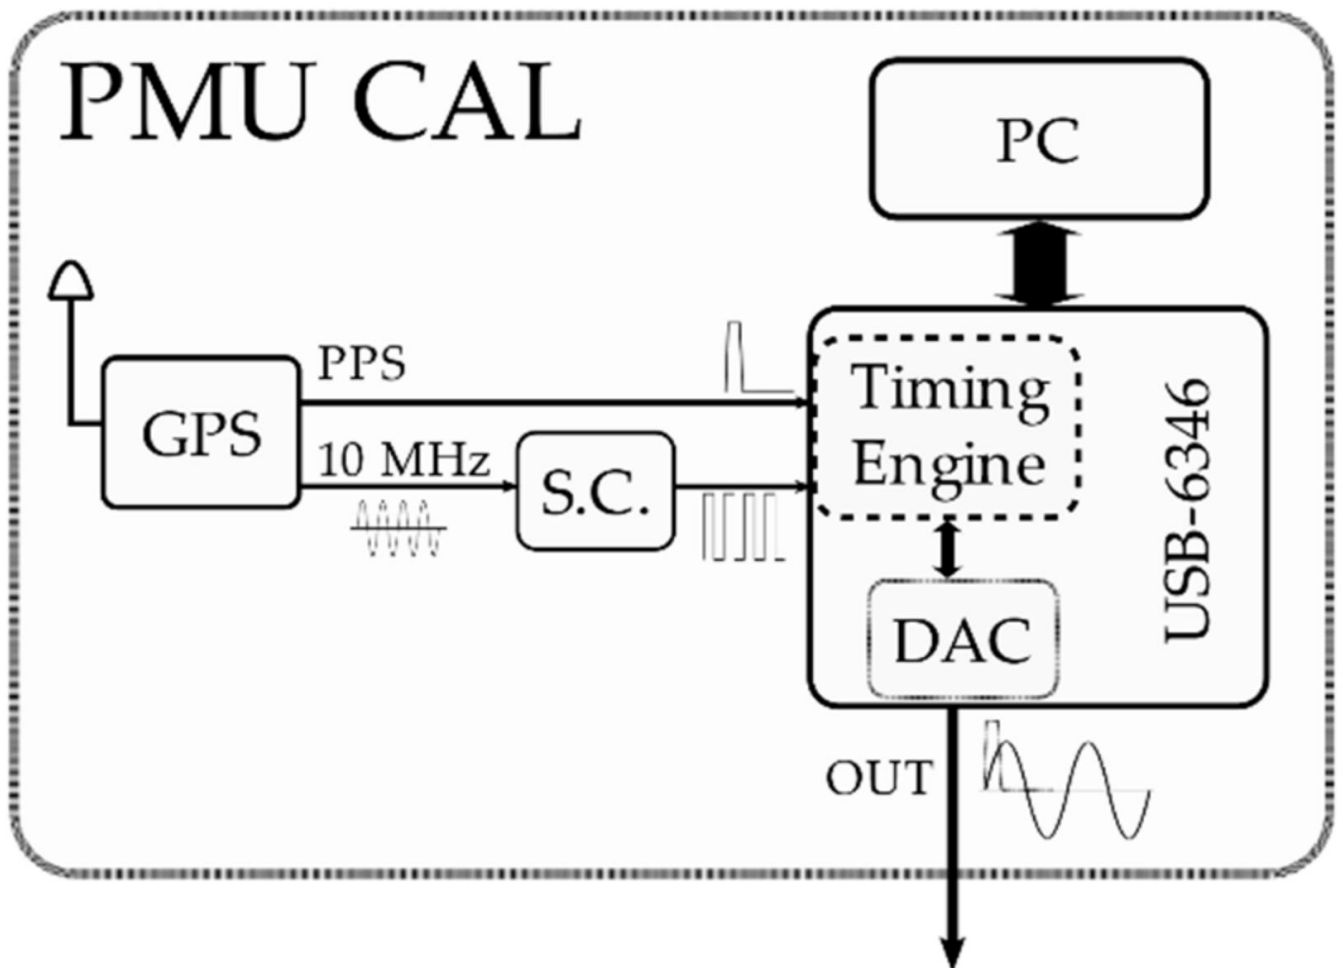 PMU CAL
PC
PPS
GPS
10 MHz
S.C.
Timing
Engine
USB-6346
DAC
OUT